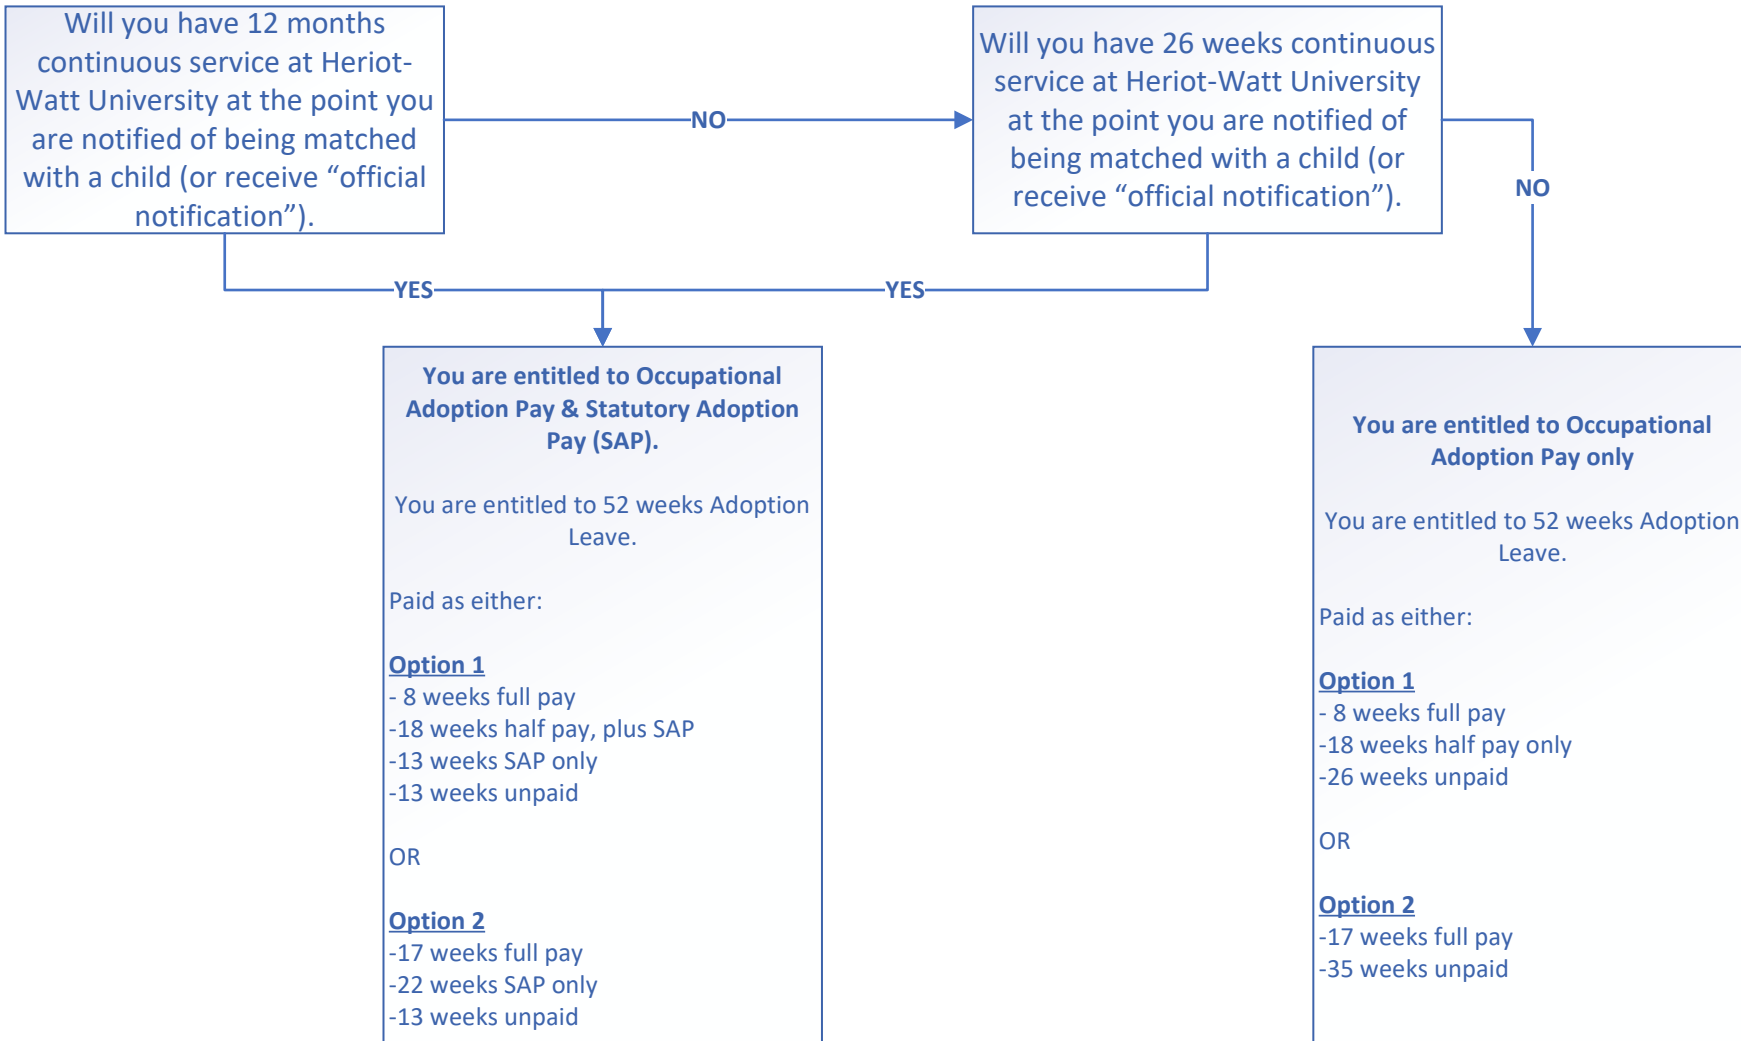 Will you have 12 months
continuous service at Heriot-
Watt University at the point you
are notified of being matched
with a child (or receive “official
notification”).
NO
Will you have 26 weeks continuous
service at Heriot-Watt University
at the point you are notified of
being matched with a child (or
receive “official notification”).
NO
YES
YES
You are entitled to Occupational
Adoption Pay & Statutory Adoption
Pay (SAP).
You are entitled to 52 weeks Adoption
Leave.
Paid as either:
Option 1
- 8 weeks full pay
-18 weeks half pay, plus SAP
-13 weeks SAP only
-13 weeks unpaid
OR
Option 2
-17 weeks full pay
-22 weeks SAP only
-13 weeks unpaid
You are entitled to Occupational
Adoption Pay only
You are entitled to 52 weeks Adoption
Leave.
Paid as either:
Option 1
- 8 weeks full pay
-18 weeks half pay only
-26 weeks unpaid
OR
Option 2
-17 weeks full pay
-35 weeks unpaid